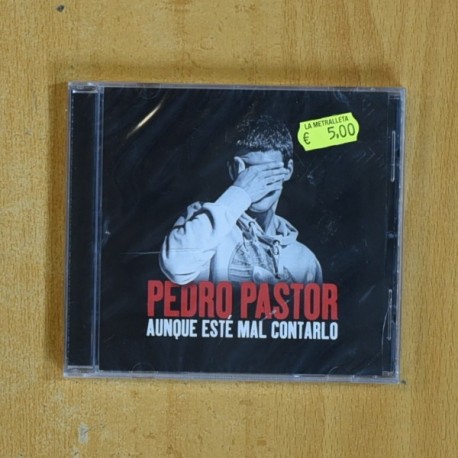 LA METRALLETA
€ 5,00
PEDRO PASTOR
AUNQUE ESTÉ MAL CONTARLO